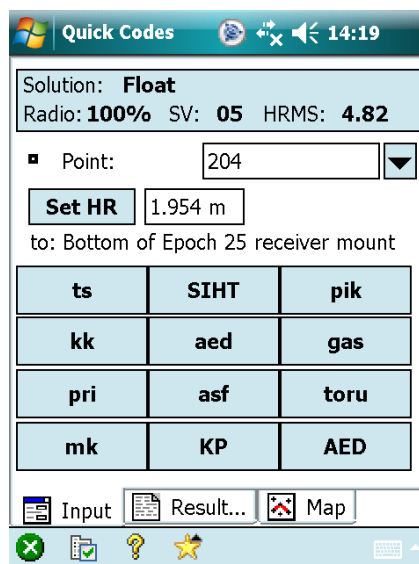 Quick Codes 14:19
Solution: Float
Radio: 100% SV: 05 HRMS: 4.82
Point: 204
Set HR 1.954 m
to: Bottom of Epoch 25 receiver mount
ts SIHT pik
kk aed gas
pri asf toru
mk KP AED
Input Result... Map